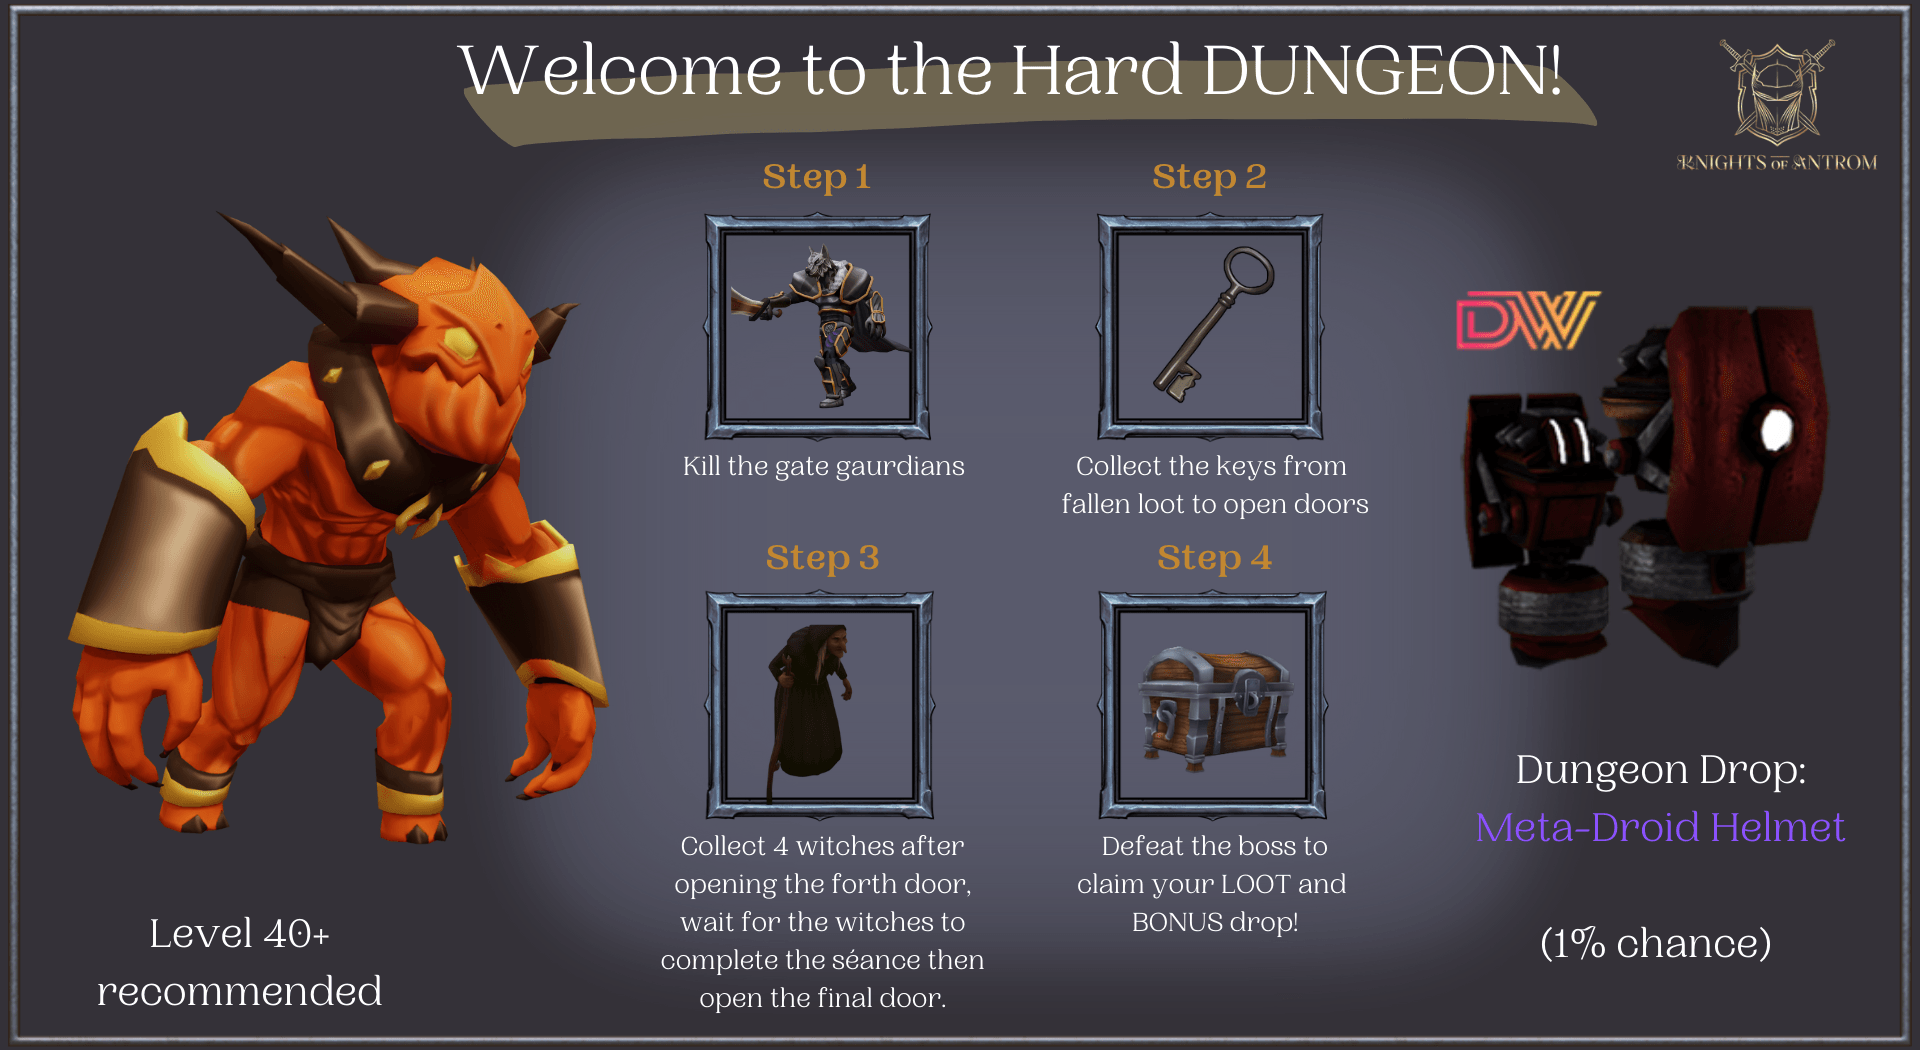 Welcome to the Hard DUNGEON!
KNIGHTS OF ANTROM
Step 1
Kill the gate gaurdians
Step 2
Collect the keys from
fallen loot to open doors
Step 3
Collect 4 witches after
opening the forth door,
wait for the witches to
complete the séance then
open the final door.
Step 4
Defeat the boss to
claim your LOOT and
BONUS drop!
Level 40+
recommended
DW
Dungeon Drop:
Meta-Droid Helmet
(1% chance)